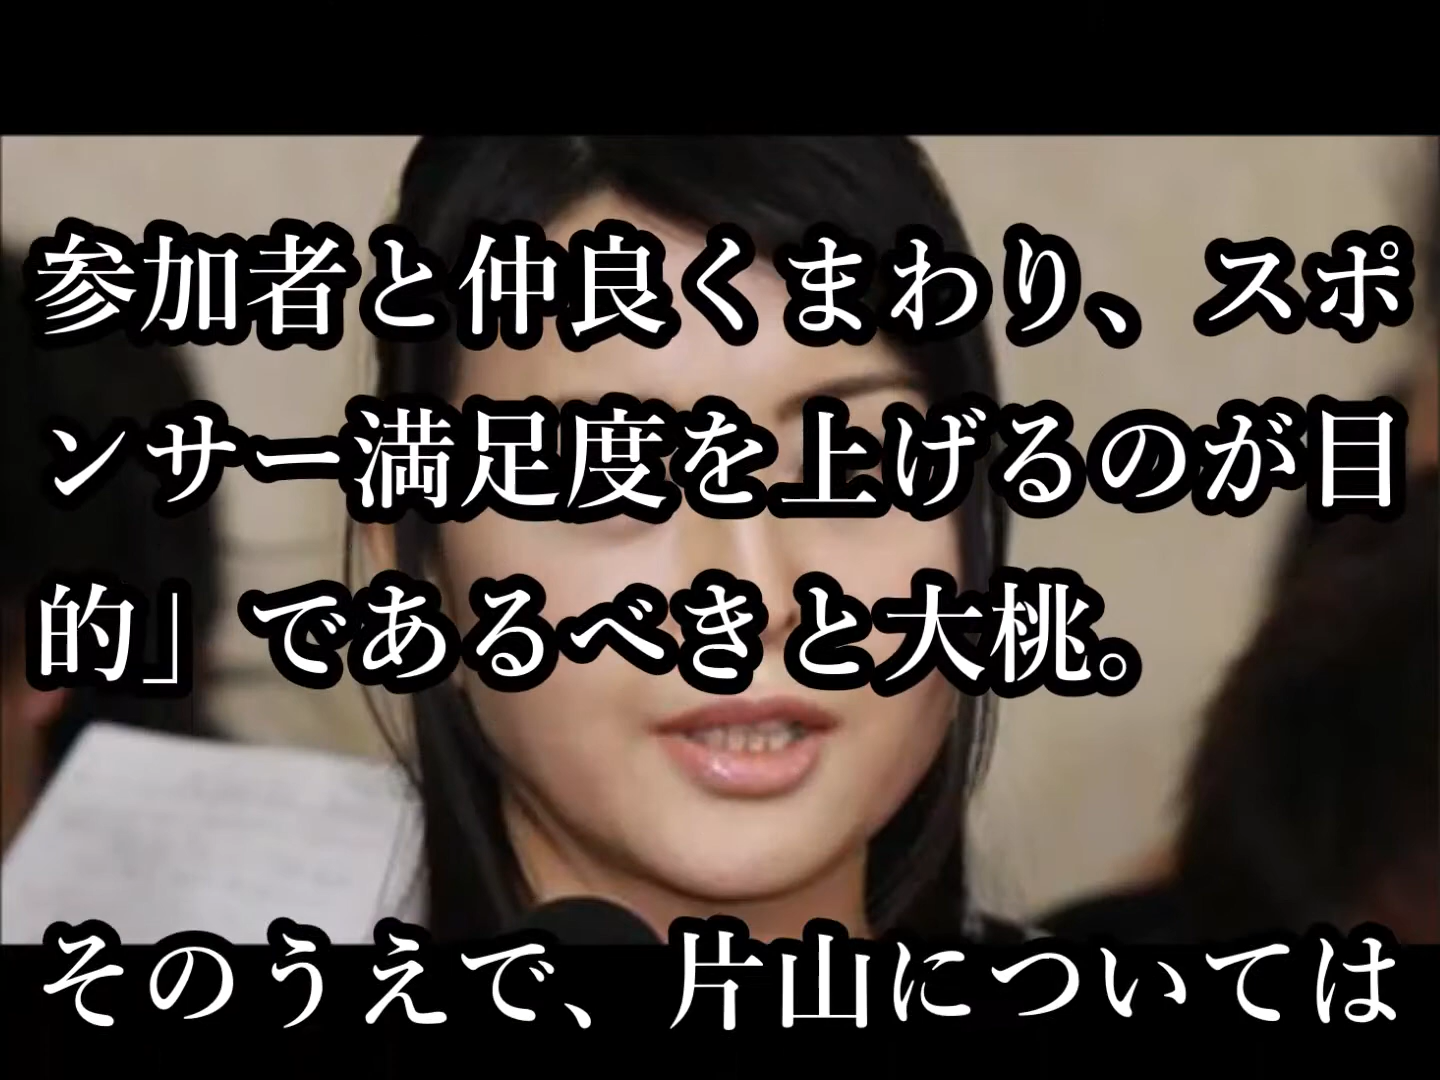 参加者と仲良くまわり、スポ
ンサー満足度を上げるのが目
的」であるべきと大桃。
そのうえで、片山については